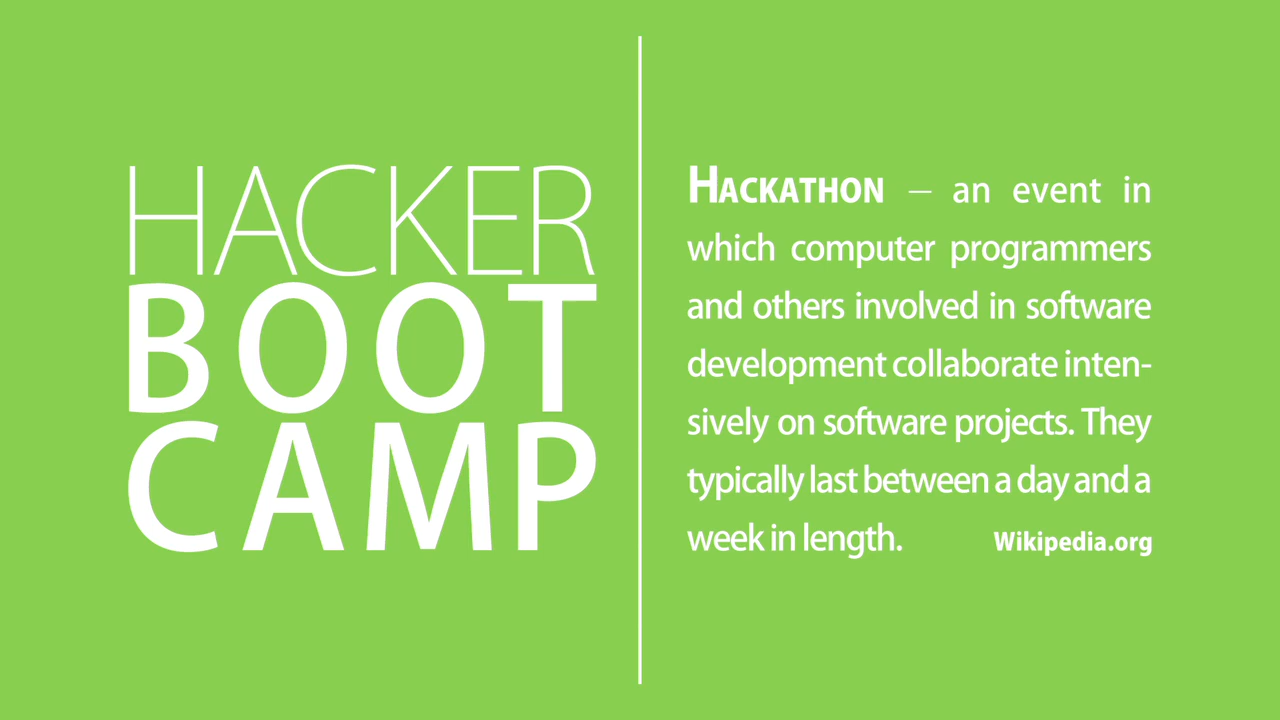 HACKER
BOOT
CAMP
HACKATHON – an event in
which computer programmers
and others involved in software
development collaborate inten-
sively on software projects. They
typically last between a day and a
week in length. Wikipedia.org